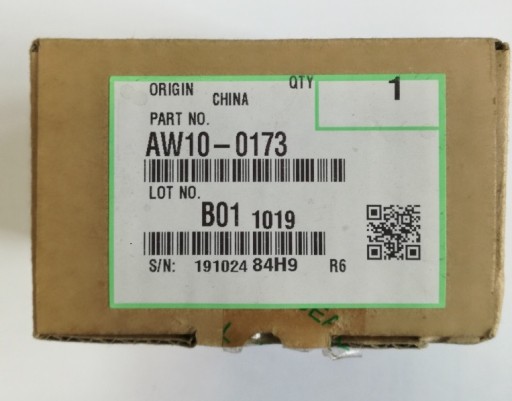 ORIGIN CHINA
QTY 1
PART NO.
AW10-0173
LOT NO.
B01 1019
S/N: 191024 84H9 R6